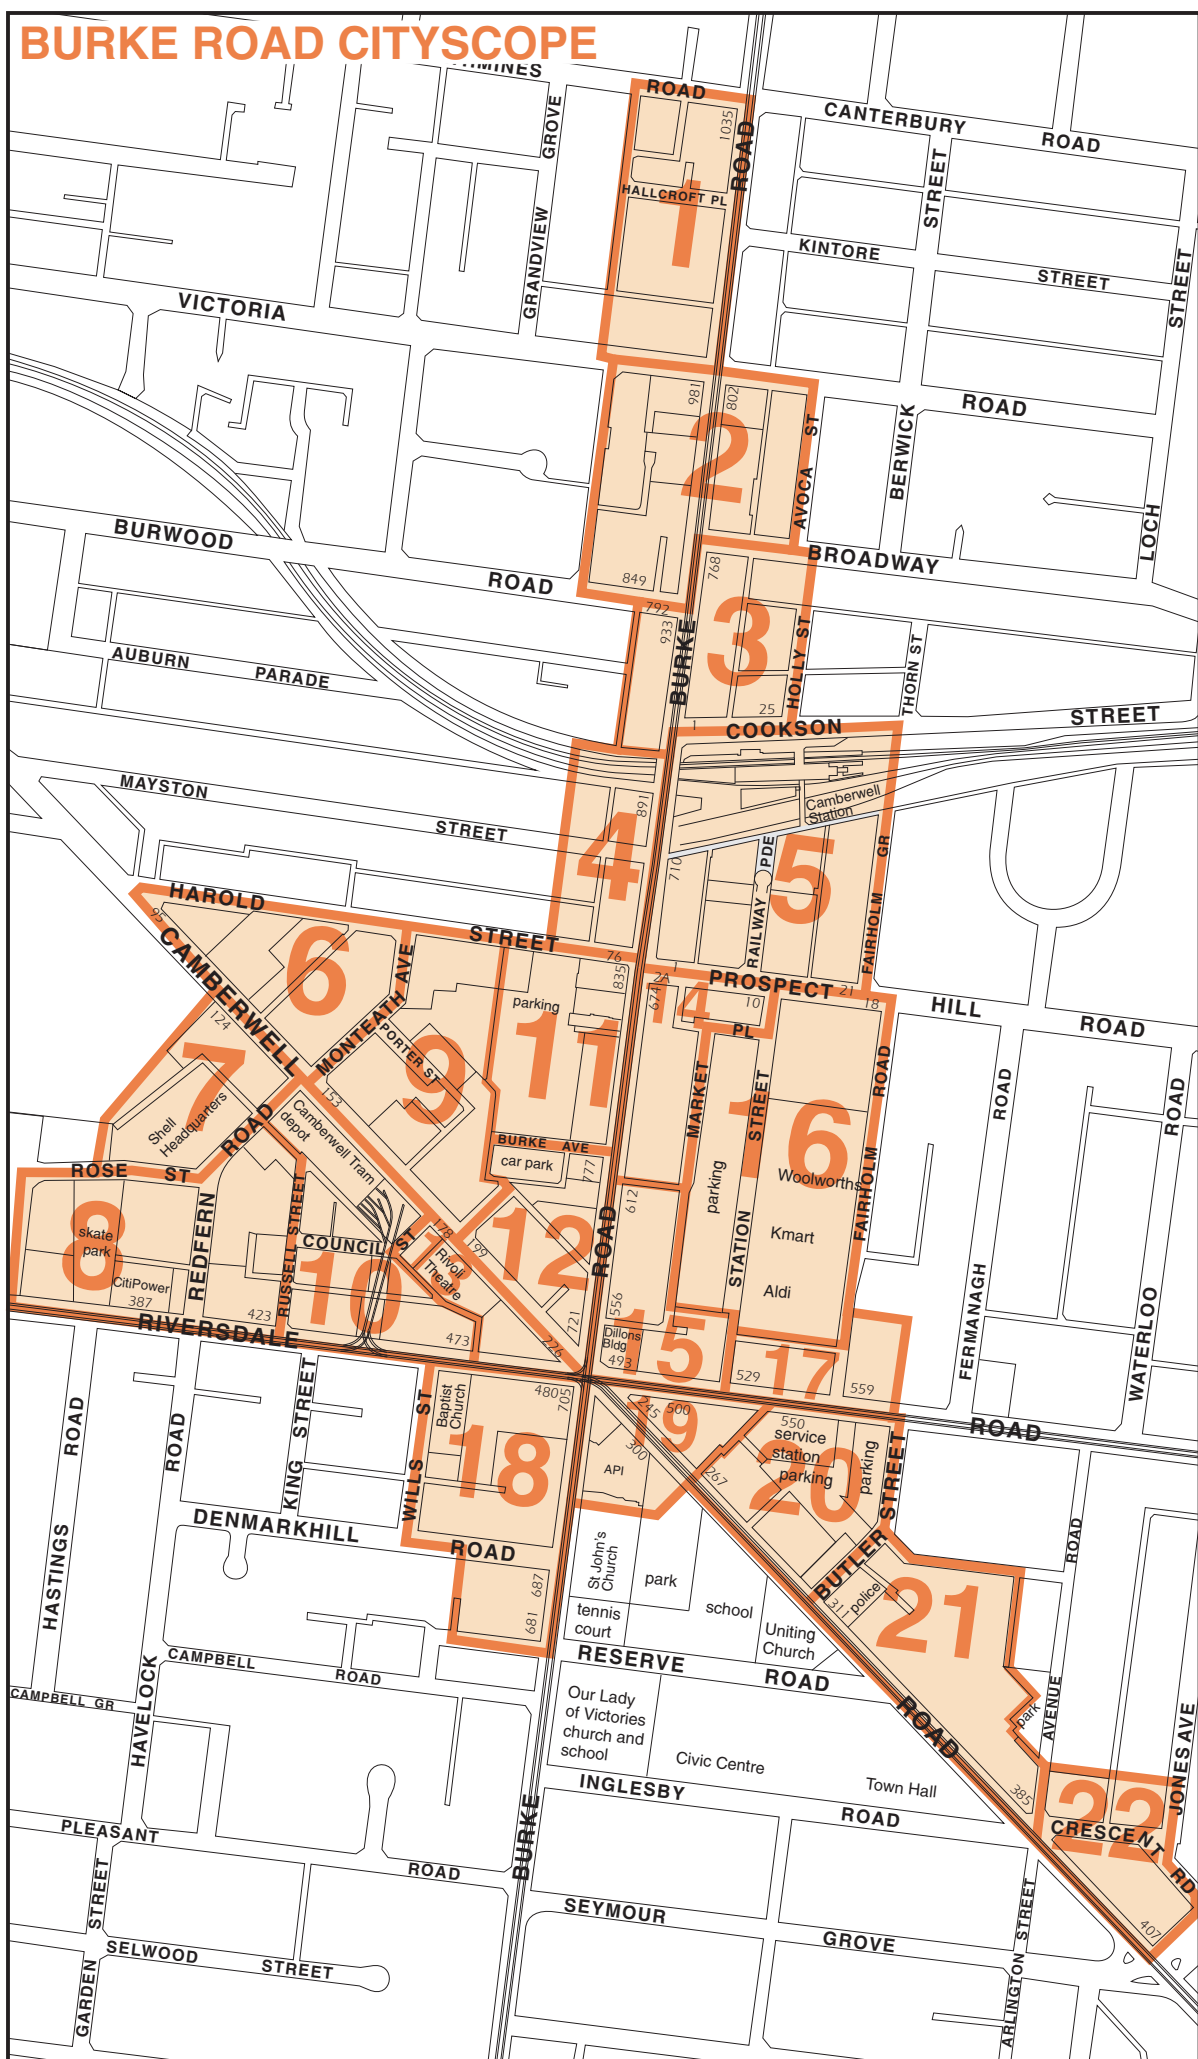 BURKE ROAD CITYSCOPE
ROAD
CANTERBURY
ROAD
1035
ROAD
GROVE
STREET
HALLCROFT PL
1
GRANDVIEW
KINTORE
STREET
STREET
VICTORIA
981
802
2
ST
AVOCA
ROAD
BERWICK
LOCH
BURWOOD
ROAD
849
BROADWAY
768
792
933
3
BURKE
HOLLY ST
THORN ST
AUBURN
PARADE
25
1
COOKSON
STREET
MAYSTON
STREET
891
4
Camberwell
Station
710
5
RAILWAY PDE
FAIRHOLM GR
HAROLD
STREET
95
CAMBERWELL
6
MONTEATH AVE
76
835
1
PROSPECT
21
18
HILL
ROAD
2A
674
14
10
PL
parking
11
124
7
PORTER ST
9
153
Shell
Headquarters
ROAD
Camberwell Tram
depot
MARKET
STREET
16
ROAD
ROAD
ROAD
BURKE AVE
car park
777
ROSE ST
8
skate
park
CitiPower
387
REDFERN
RUSSELL STREET
COUNCIL ST
10
178
199
Rivoli
Theatre
12
ROAD
612
parking
STATION
Woolworths
Kmart
Aldi
FAIRHOLM
FERMANAGH
WATERLOO
423
RIVERSDALE
473
226
721
556
Dillons
Bldg
493
15
529
17
559
ROAD
ROAD
ROAD
KING STREET
WILLS ST
Baptist
Church
480
705
18
245
500
19
300
API
267
550
service
station
parking
parking
20
STREET
BUTLER
DENMARKHILL
ROAD
HASTINGS
687
681
St John's
Church
park
tennis
court
school
Uniting
Church
311
police
21
ROAD
AVENUE
park
RESERVE
ROAD
ROAD
CAMPBELL
ROAD
CAMPBELL GR
HAVELOCK
Our Lady
of Victories
church and
school
Civic Centre
Town Hall
385
22
CRESCENT RD
JONES AVE
407
INGLESBY
ROAD
PLEASANT
ROAD
BURKE
STREET
GARDEN
SELWOOD
STREET
SEYMOUR
GROVE
ARLINGTON STREET